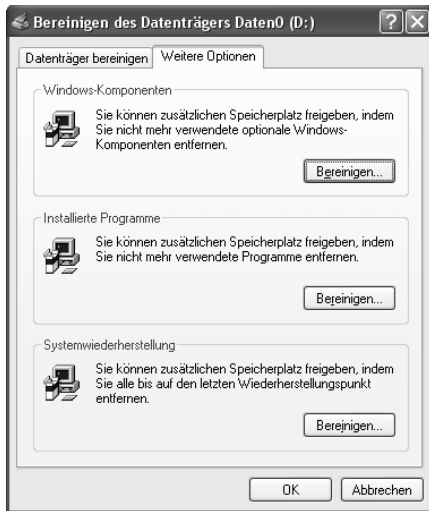 Bereinigen des Datenträgers Daten0 (D:)
Datenträger bereinigen Weitere Optionen
Windows-Komponenten
Sie können zusätzlichen Speicherplatz freigeben, indem
Sie nicht mehr verwendete optionale Windows-
Komponenten entfernen.
Bereinigen...
Installierte Programme
Sie können zusätzlichen Speicherplatz freigeben, indem
Sie nicht mehr verwendete Programme entfernen.
Bereinigen...
Systemwiederherstellung
Sie können zusätzlichen Speicherplatz freigeben, indem
Sie alle bis auf den letzten Wiederherstellungspunkt
entfernen.
Bereinigen...
OK Abbrechen